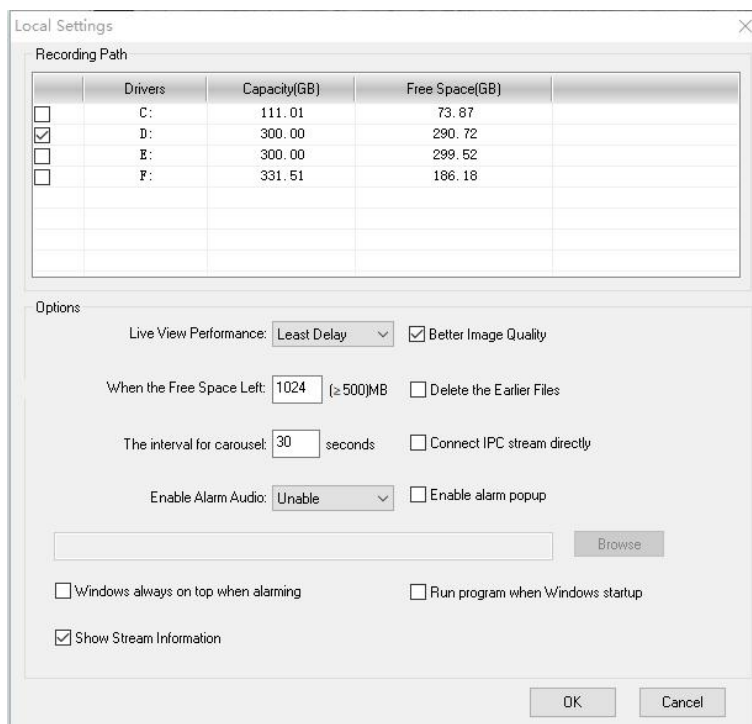 Local Settings
Recording Path
Drivers Capacity(GB) Free Space(GB)
C: 111.01 73.87
D: 300.00 290.72
E: 300.00 299.52
F: 331.51 186.18
Options
Live View Performance: Least Delay Better Image Quality
When the Free Space Left: 1024 (≥500)MB Delete the Earlier Files
The interval for carousel: 30 seconds Connect IPC stream directly
Enable Alarm Audio: Unable Enable alarm popup
Browse
Windows always on top when alarming Run program when Windows startup
Show Stream Information
OK Cancel